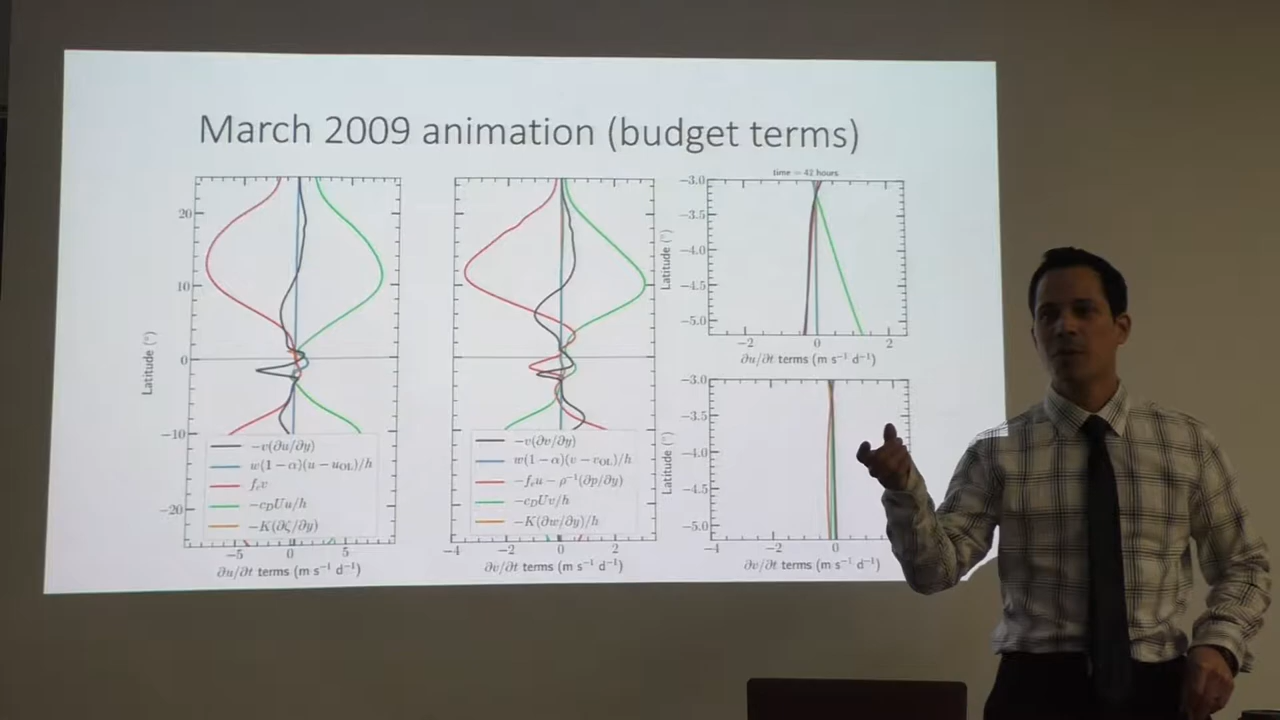 March 2009 animation (budget terms)
20
10
0
−10
−20
Latitude (°)
−v(∂u/∂y)
w(1−α)(u−u_OL)/h
f_c v
−c_D Uu/h
−K(∂ζ/∂y)
−5 0 5
∂u/∂t terms (m s⁻¹ d⁻¹)
−v(∂v/∂y)
w(1−α)(v−v_OL)/h
−f_c u − ρ⁻¹(∂p/∂y)
−c_D Uv/h
−K(∂w/∂y)/h
−4 −2 0 2
∂v/∂t terms (m s⁻¹ d⁻¹)
time = 42 hours
−3.0
−3.5
−4.0
−4.5
−5.0
Latitude (°)
−2 0 2
∂u/∂t terms (m s⁻¹ d⁻¹)
−3.0
−3.5
−4.0
−4.5
−5.0
Latitude (°)
−4 −2 0
∂v/∂t terms (m s⁻¹ d⁻¹)